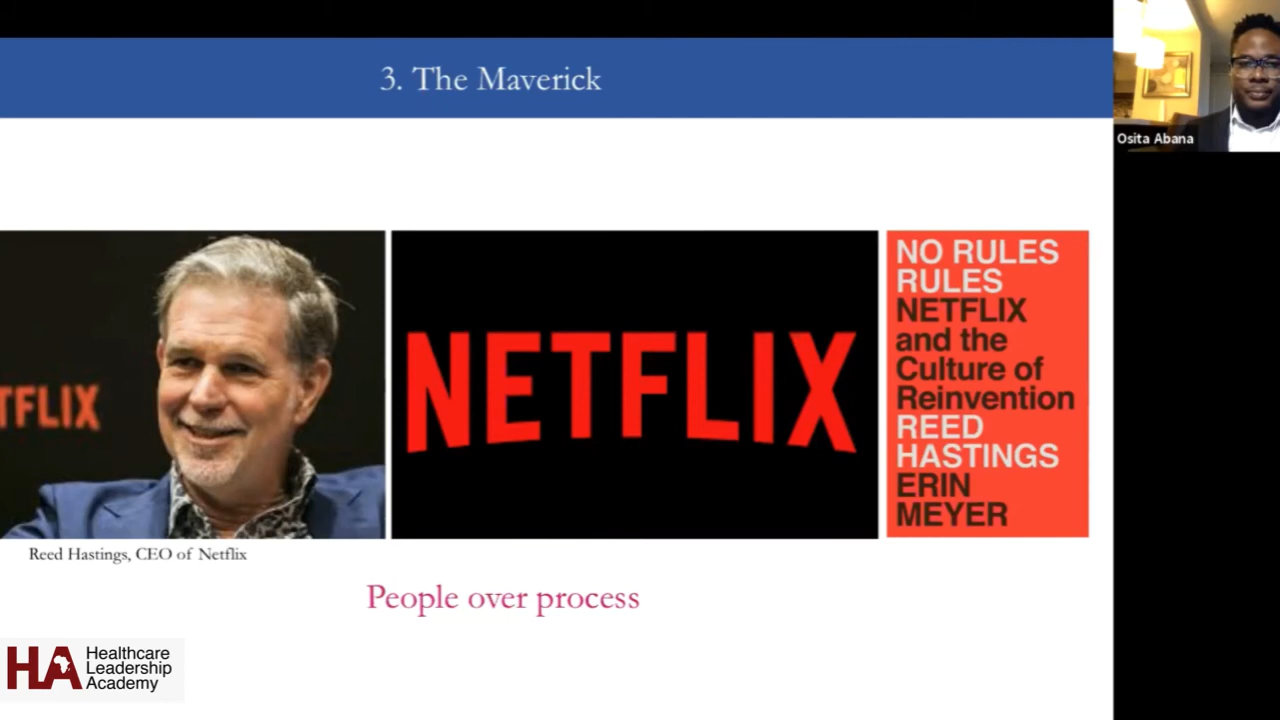 3. The Maverick
Osita Abana
TFLIX
NETFLIX
NO RULES
RULES
NETFLIX
and the
Culture of
Reinvention
REED
HASTINGS
ERIN
MEYER
Reed Hastings, CEO of Netflix
People over process
HA
Healthcare
Leadership
Academy